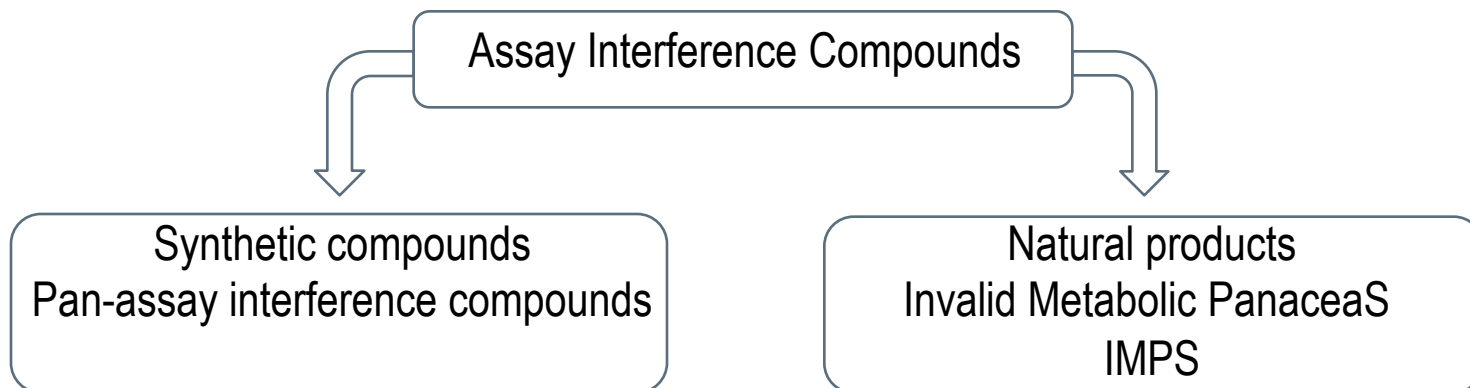 Assay Interference Compounds
Synthetic compounds
Pan-assay interference compounds
Natural products
Invalid Metabolic PanaceaS
IMPS